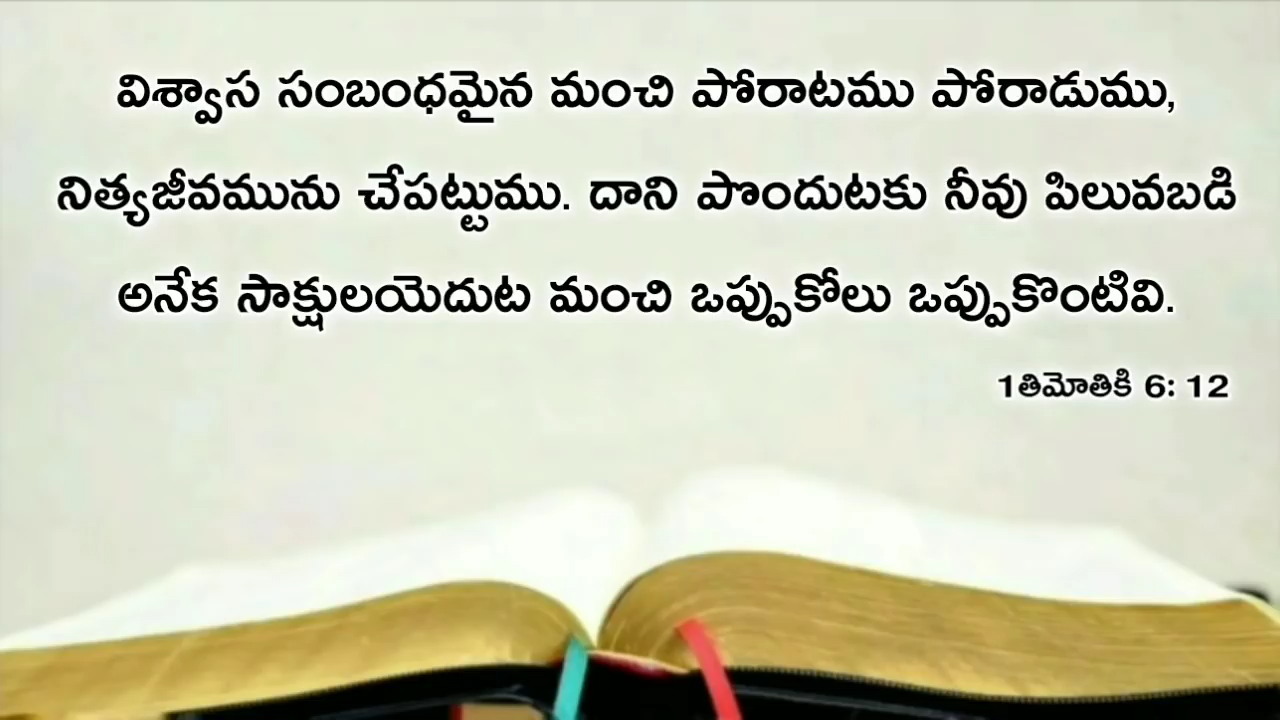 విశ్వాస సంబంధమైన మంచి పోరాటము పోరాడుము,
నిత్యజీవమును చేపట్టుము. దాని పొందుటకు నీవు పిలువబడి
అనేక సాక్షులయెదుట మంచి ఒప్పుకోలు ఒప్పుకొంటివి.
1తిమోతికి 6: 12